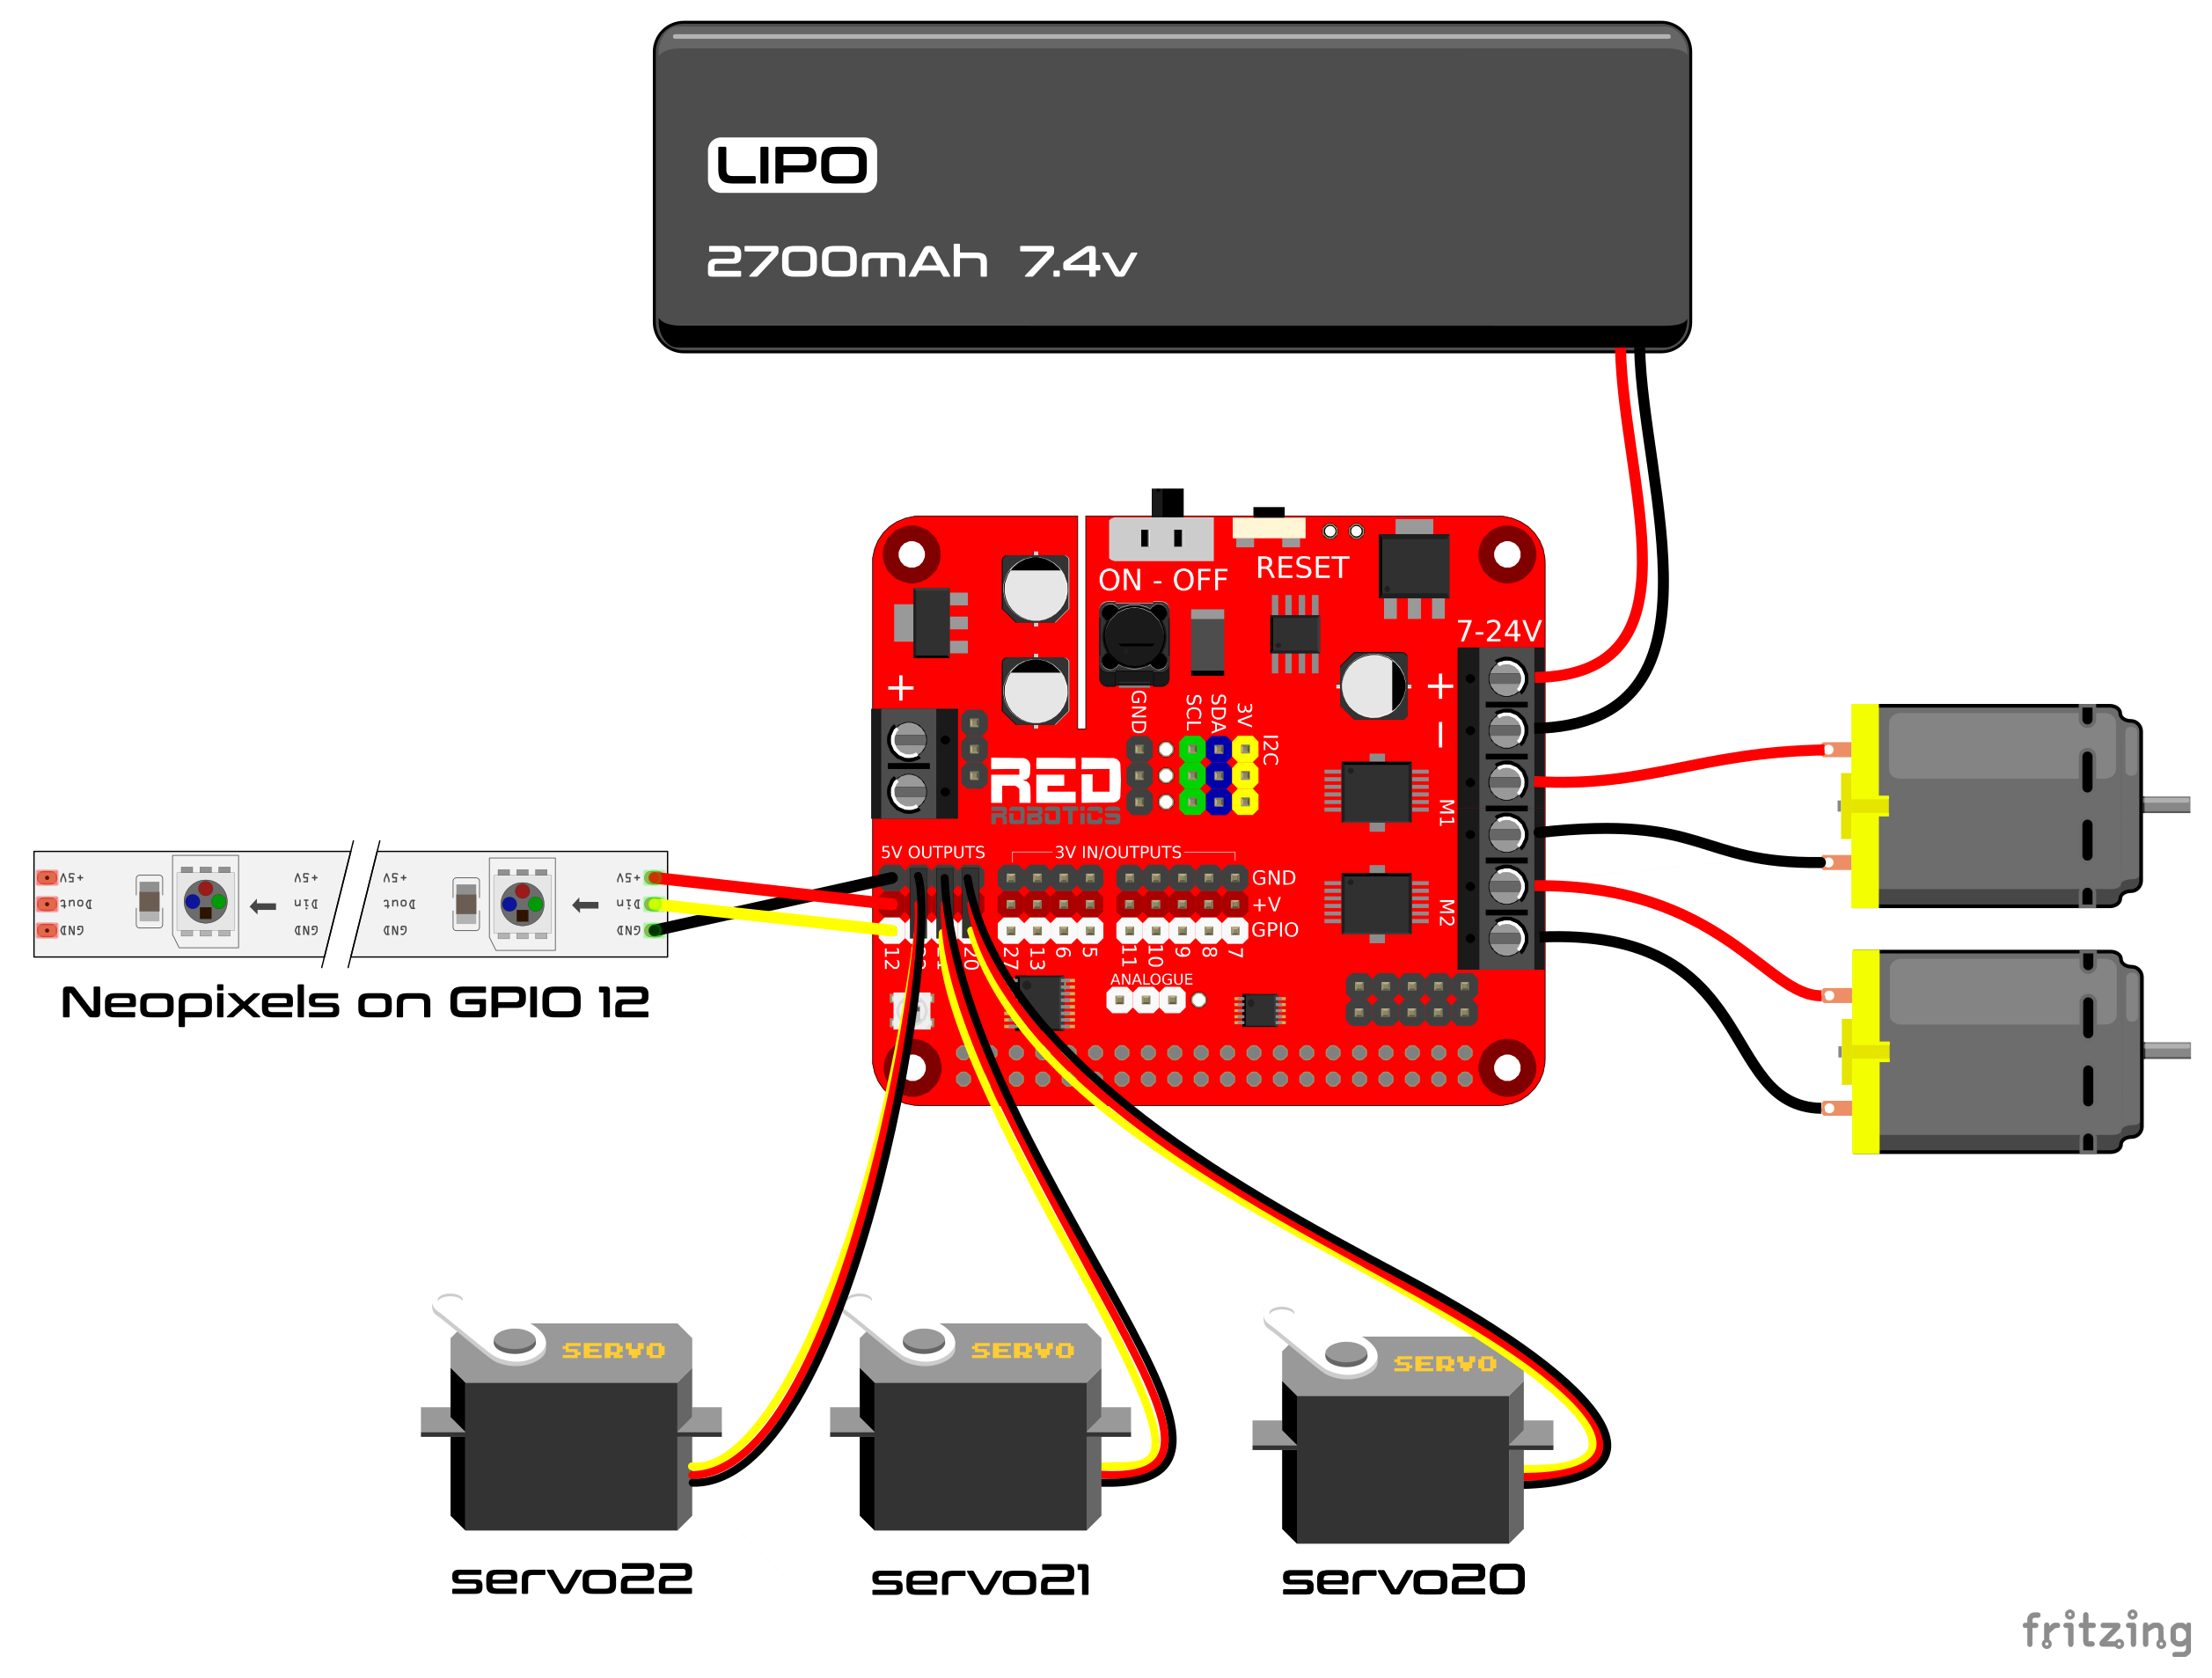 LIPO
2700mAh 7.4v
ON - OFF
RESET
7-24V
+
+
−
GND
SCL
SDA
3V
I2C
RED
ROBOTICS
M1
M2
5V OUTPUTS
3V IN/OUTPUTS
GND
+V
GPIO
12
20
27
13
6
5
11
10
9
8
7
ANALOGUE
+5V
Dout
GND
+5V
Din
GND
+5V
Dout
GND
+5V
Din
GND
Neopixels on GPIO 12
SERVO
SERVO
SERVO
servo22
servo21
servo20
fritzing